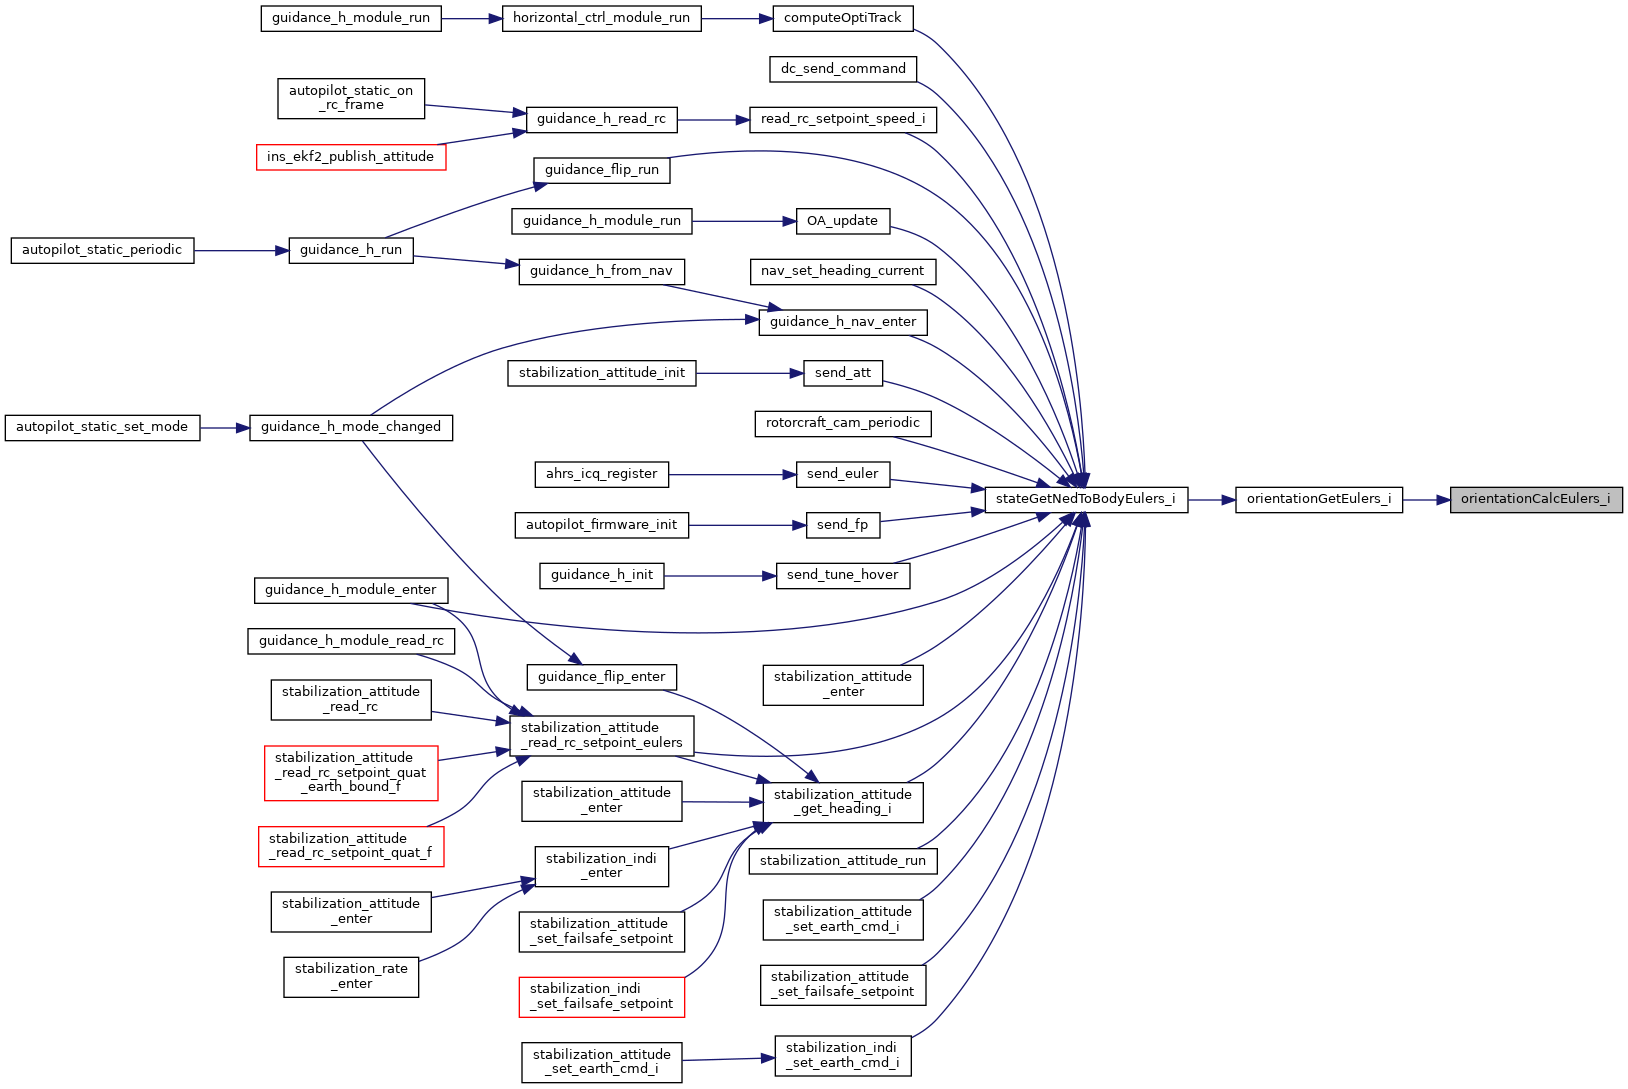 guidance_h_module_run
horizontal_ctrl_module_run
computeOptiTrack
dc_send_command
autopilot_static_on
_rc_frame
guidance_h_read_rc
read_rc_setpoint_speed_i
ins_ekf2_publish_attitude
guidance_flip_run
guidance_h_module_run
OA_update
autopilot_static_periodic
guidance_h_run
guidance_h_from_nav
nav_set_heading_current
guidance_h_nav_enter
stabilization_attitude_init
send_att
autopilot_static_set_mode
guidance_h_mode_changed
rotorcraft_cam_periodic
ahrs_icq_register
send_euler
stateGetNedToBodyEulers_i
orientationGetEulers_i
orientationCalcEulers_i
autopilot_firmware_init
send_fp
guidance_h_init
send_tune_hover
guidance_h_module_enter
guidance_h_module_read_rc
guidance_flip_enter
stabilization_attitude
_enter
stabilization_attitude
_read_rc
stabilization_attitude
_read_rc_setpoint_eulers
stabilization_attitude
_read_rc_setpoint_quat
_earth_bound_f
stabilization_attitude
_enter
stabilization_attitude
_get_heading_i
stabilization_attitude
_read_rc_setpoint_quat_f
stabilization_indi
_enter
stabilization_attitude_run
stabilization_attitude
_enter
stabilization_attitude
_set_failsafe_setpoint
stabilization_attitude
_set_earth_cmd_i
stabilization_rate
_enter
stabilization_indi
_set_failsafe_setpoint
stabilization_attitude
_set_failsafe_setpoint
stabilization_attitude
_set_earth_cmd_i
stabilization_indi
_set_earth_cmd_i